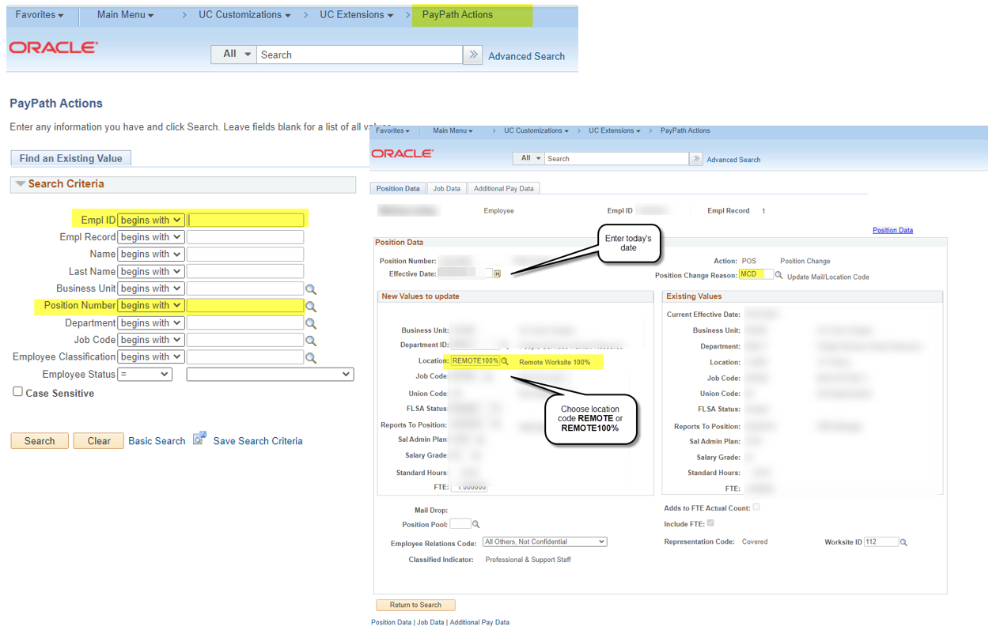 Favorites Main Menu > UC Customizations > UC Extensions > PayPath Actions
ORACLE
All Search Advanced Search
PayPath Actions
Enter any information you have and click Search. Leave fields blank for a list of all values
Find an Existing Value
Search Criteria
Empl ID begins with
Empl Record begins with
Name begins with
Last Name begins with
Business Unit begins with
Position Number begins with
Department begins with
Job Code begins with
Employee Classification begins with
Employee Status =
Case Sensitive
Search Clear Basic Search Save Search Criteria
Favorites Main Menu > UC Customizations > UC Extensions > PayPath Actions
ORACLE
All Search Advanced Search
Position Data Job Data Additional Pay Data
Employee Empl ID Empl Record 1
Position Data
Position Data
Enter today's
date
Position Number: Action: POS Position Change
Effective Date: Position Change Reason: MCD Update Mail/Location Code
New Values to update
Business Unit:
Department ID:
Location: REMOTE100% Remote Worksite 100%
Job Code:
Union Code:
FLSA Status:
Reports To Position:
Sal Admin Plan:
Salary Grade:
Standard Hours:
FTE: 1.000000
Choose location
code REMOTE or
REMOTE100%
Existing Values
Current Effective Date:
Business Unit:
Department:
Location:
Job Code:
Union Code:
FLSA Status:
Reports To Position:
Sal Admin Plan:
Salary Grade:
Standard Hours:
FTE:
Mail Drop: Adds to FTE Actual Count:
Position Pool: Include FTE:
Employee Relations Code: All Others, Not Confidential Representation Code: Covered Worksite ID 112
Classified Indicator: Professional & Support Staff
Return to Search
Position Data | Job Data | Additional Pay Data